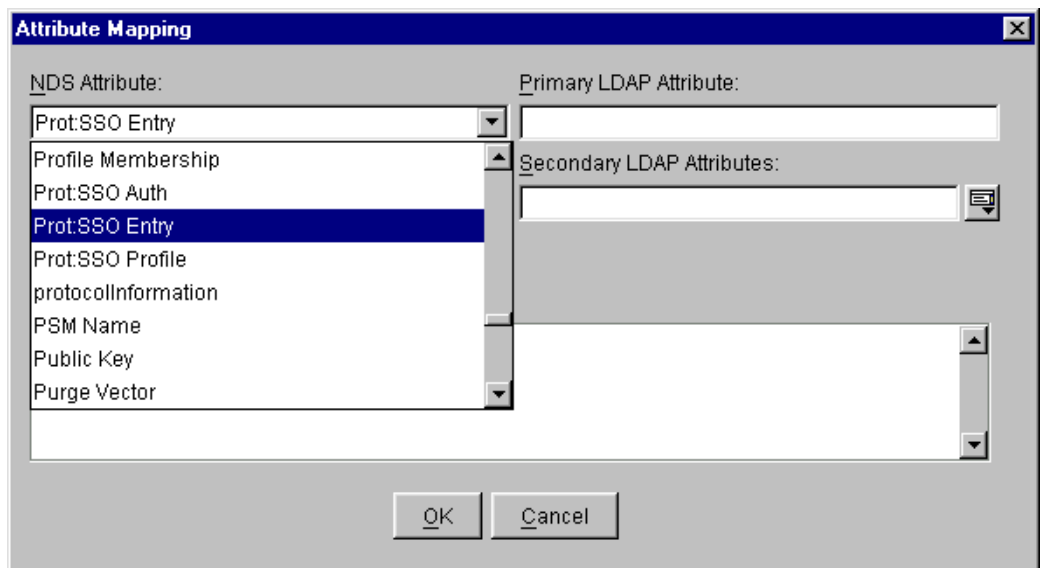 Attribute Mapping
NDS Attribute:
Primary LDAP Attribute:
Prot:SSO Entry
Profile Membership
Secondary LDAP Attributes:
Prot:SSO Auth
Prot:SSO Entry
Prot:SSO Profile
protocolInformation
PSM Name
Public Key
Purge Vector
OK
Cancel